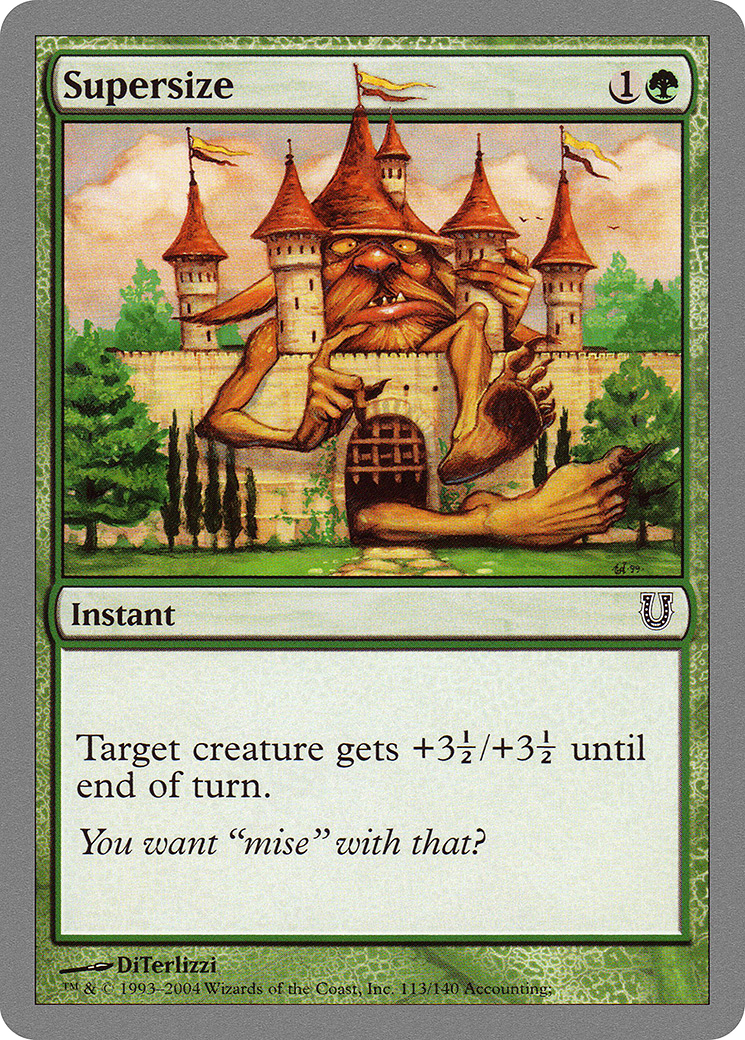 Supersize 1
Instant
Target creature gets +3½/+3½ until
end of turn.
You want “mise” with that?
DiTerlizzi
™ & © 1993–2004 Wizards of the Coast, Inc. 113/140 Accounting;